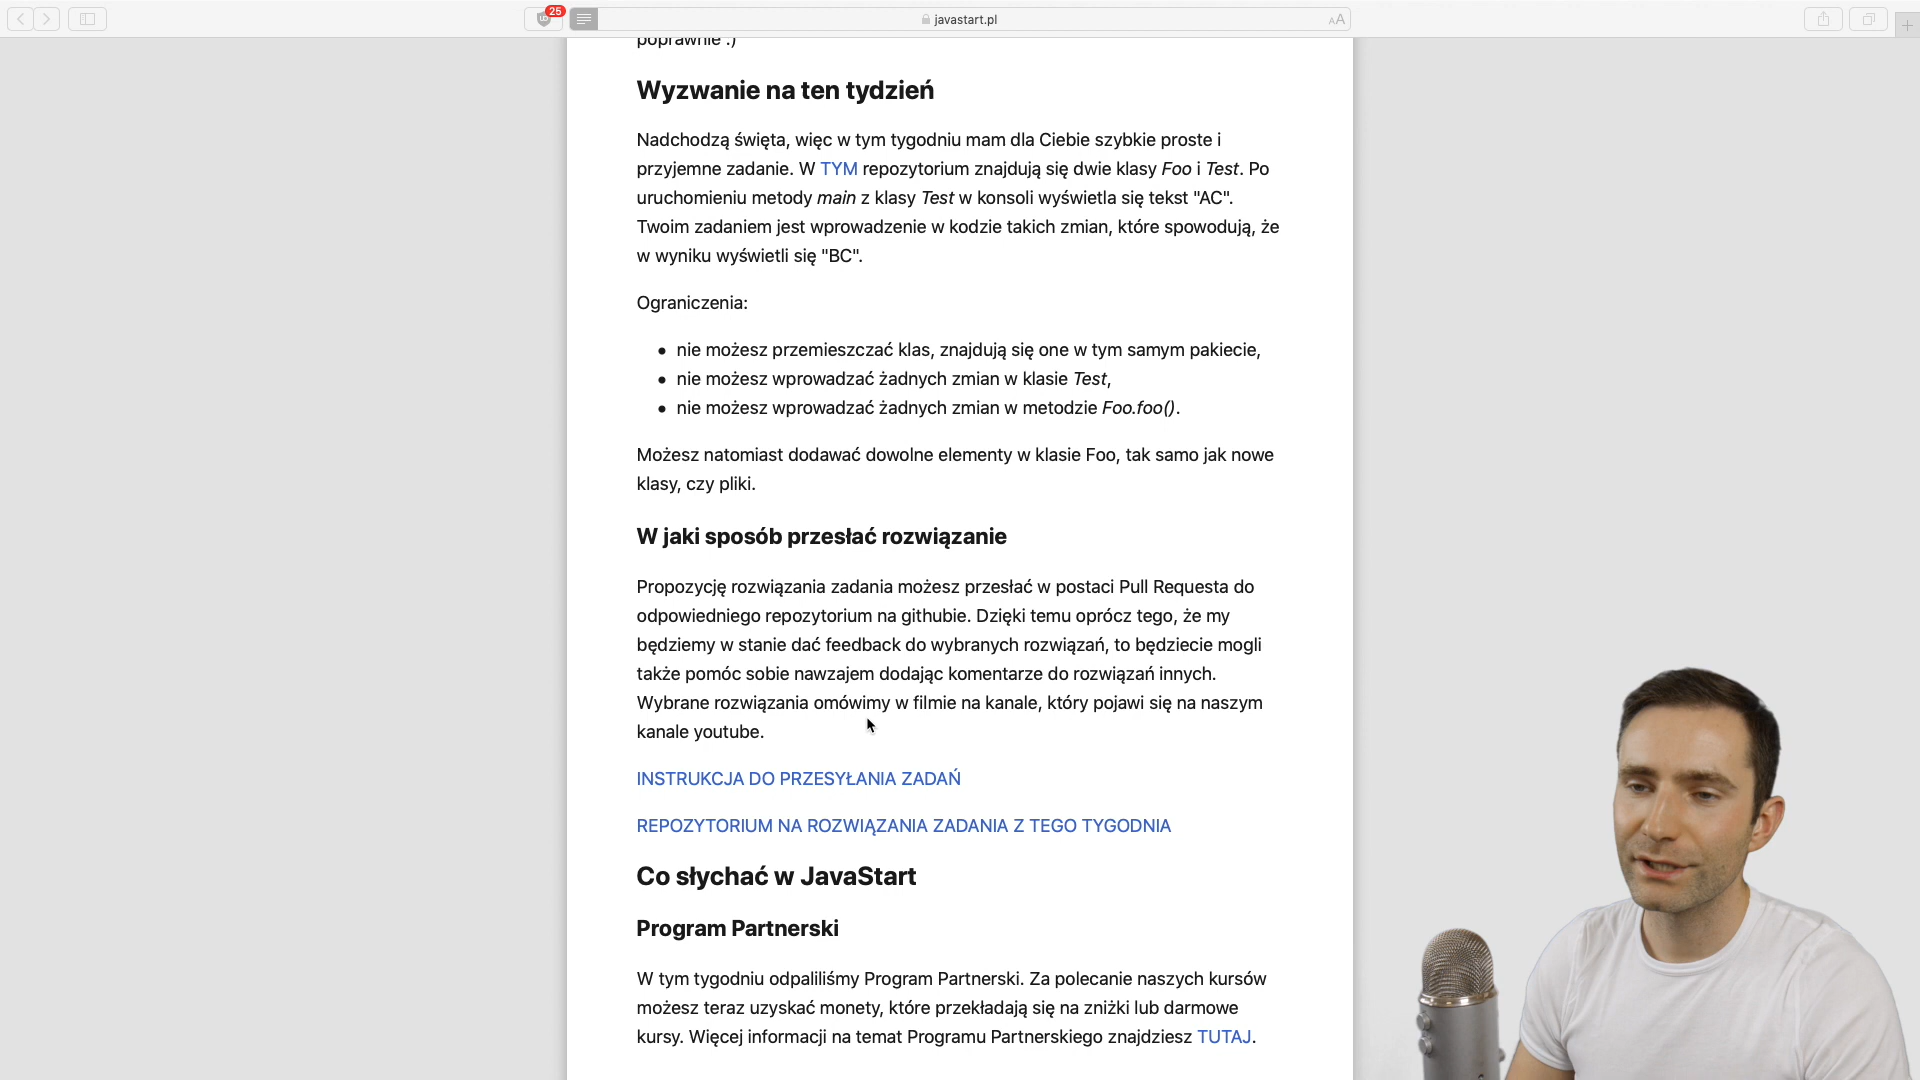 25
javastart.pl
AA
poprawnie :)
Wyzwanie na ten tydzień
Nadchodzą święta, więc w tym tygodniu mam dla Ciebie szybkie proste i
przyjemne zadanie. W TYM repozytorium znajdują się dwie klasy Foo i Test. Po
uruchomieniu metody main z klasy Test w konsoli wyświetla się tekst "AC".
Twoim zadaniem jest wprowadzenie w kodzie takich zmian, które spowodują, że
w wyniku wyświetli się "BC".
Ograniczenia:
• nie możesz przemieszczać klas, znajdują się one w tym samym pakiecie,
• nie możesz wprowadzać żadnych zmian w klasie Test,
• nie możesz wprowadzać żadnych zmian w metodzie Foo.foo().
Możesz natomiast dodawać dowolne elementy w klasie Foo, tak samo jak nowe
klasy, czy pliki.
W jaki sposób przesłać rozwiązanie
Propozycję rozwiązania zadania możesz przesłać w postaci Pull Requesta do
odpowiedniego repozytorium na githubie. Dzięki temu oprócz tego, że my
będziemy w stanie dać feedback do wybranych rozwiązań, to będziecie mogli
także pomóc sobie nawzajem dodając komentarze do rozwiązań innych.
Wybrane rozwiązania omówimy w filmie na kanale, który pojawi się na naszym
kanale youtube.
INSTRUKCJA DO PRZESYŁANIA ZADAŃ
REPOZYTORIUM NA ROZWIĄZANIA ZADANIA Z TEGO TYGODNIA
Co słychać w JavaStart
Program Partnerski
W tym tygodniu odpaliliśmy Program Partnerski. Za polecanie naszych kursów
możesz teraz uzyskać monety, które przekładają się na zniżki lub darmowe
kursy. Więcej informacji na temat Programu Partnerskiego znajdziesz TUTAJ.